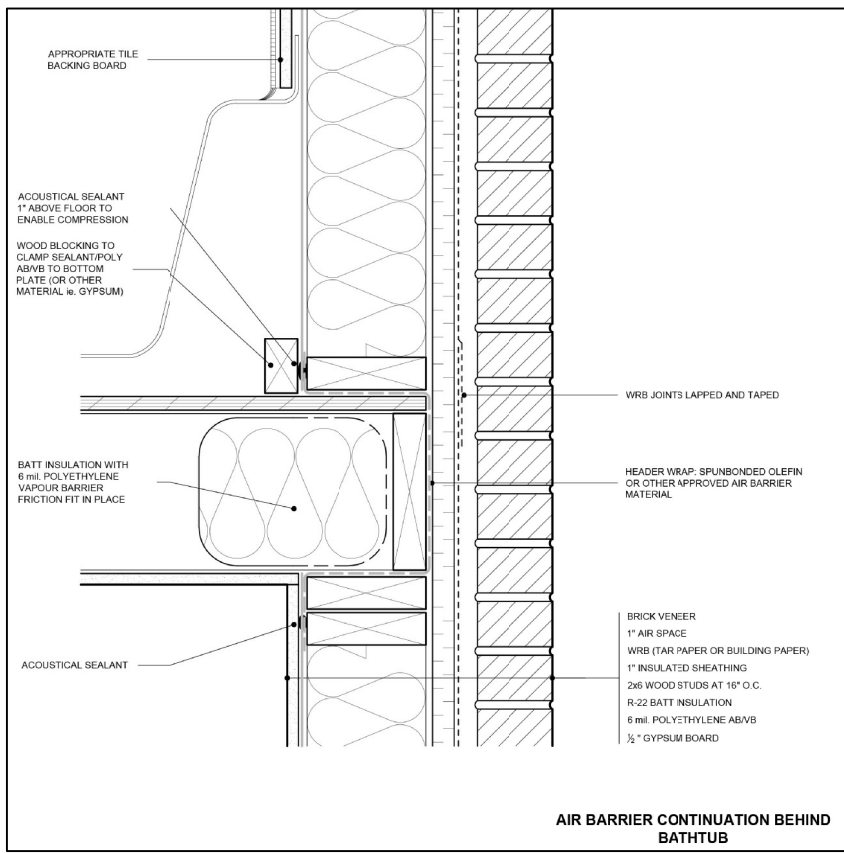 APPROPRIATE TILE
BACKING BOARD
ACOUSTICAL SEALANT
1" ABOVE FLOOR TO
ENABLE COMPRESSION
WOOD BLOCKING TO
CLAMP SEALANT/POLY
AB/VB TO BOTTOM
PLATE (OR OTHER
MATERIAL ie. GYPSUM)
WRB JOINTS LAPPED AND TAPED
BATT INSULATION WITH
6 mil. POLYETHYLENE
VAPOUR BARRIER
FRICTION FIT IN PLACE
HEADER WRAP: SPUNBONDED OLEFIN
OR OTHER APPROVED AIR BARRIER
MATERIAL
ACOUSTICAL SEALANT
BRICK VENEER
1" AIR SPACE
WRB (TAR PAPER OR BUILDING PAPER)
1" INSULATED SHEATHING
2x6 WOOD STUDS AT 16" O.C.
R-22 BATT INSULATION
6 mil. POLYETHYLENE AB/VB
½" GYPSUM BOARD
AIR BARRIER CONTINUATION BEHIND
BATHTUB